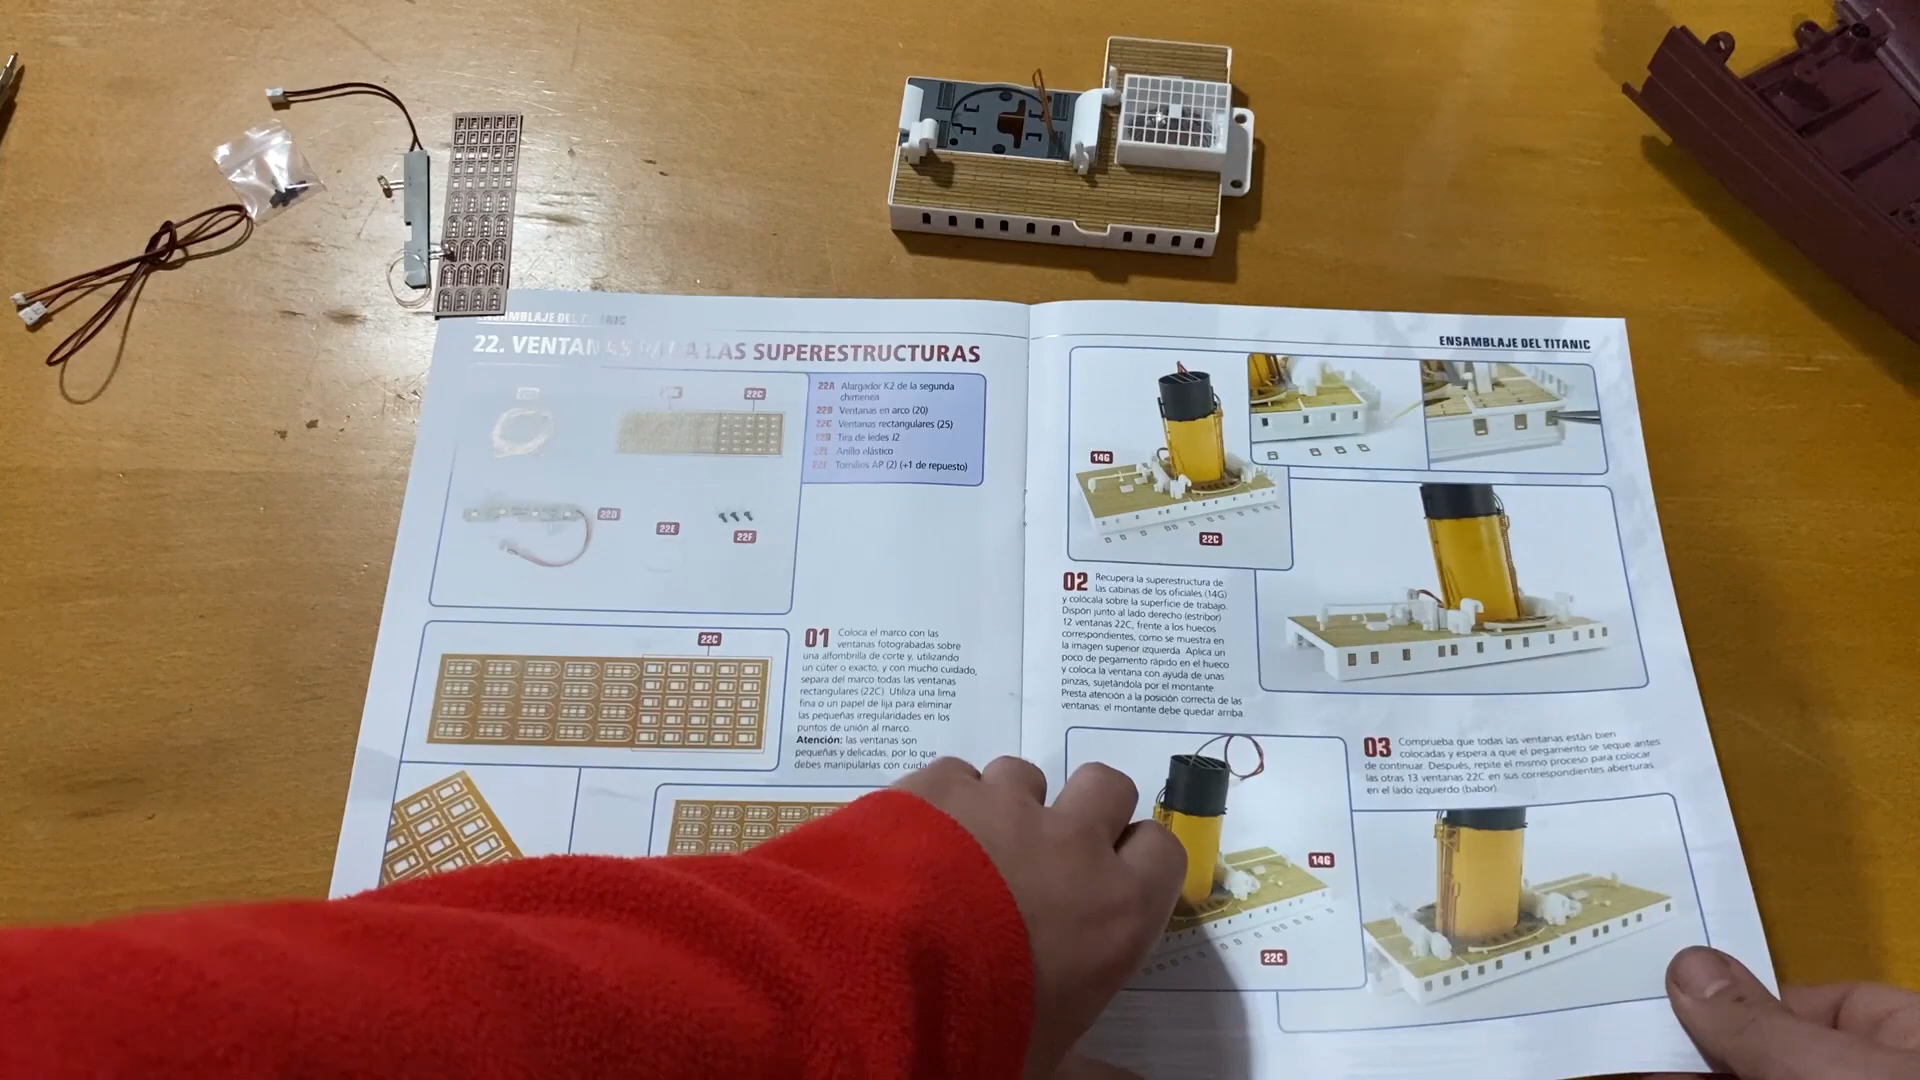 ENSAMBLAJE DEL
22. VENTANAS PARA LAS SUPERESTRUCTURAS
22C
22A Alargador K2 de la segunda
chimenea
22B Ventanas en arco (20)
22C Ventanas rectangulares (25)
22D Tira de ledes J2
22E Anillo elástico
22F Tornillos AP (2) (+1 de repuesto)
22D
22E
22F
22C
01 Coloca el marco con las
ventanas fotograbadas sobre
una alfombrilla de corte y, utilizando
un cúter o exacto, y con mucho cuidado,
separa del marco todas las ventanas
rectangulares (22C). Utiliza una lima
fina o un papel de lija para eliminar
las pequeñas irregularidades en los
puntos de unión al marco.
Atención: las ventanas son
pequeñas y delicadas, por lo que
debes manipularlas con
ENSAMBLAJE DEL TITANIC
14G
22C
02 Recupera la superestructura de
las cabinas de los oficiales (14G)
y colócala sobre la superficie de trabajo.
Dispón junto al lado derecho (estribor)
12 ventanas 22C, frente a los huecos
correspondientes, como se muestra en
la imagen superior izquierda. Aplica un
poco de pegamento rápido en el hueco
y coloca la ventana con ayuda de unas
pinzas, sujetándola por el montante.
Presta atención a la posición correcta de las
ventanas: el montante debe quedar arriba.
03 Comprueba que todas las ventanas están bien
colocadas y espera a que el pegamento se seque antes
de continuar. Después, repite el mismo proceso para colocar
las otras 13 ventanas 22C en sus correspondientes aberturas
en el lado izquierdo (babor).
14G
22C